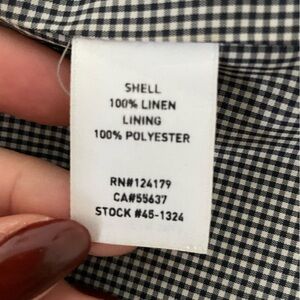 SHELL
100% LINEN
LINING
100% POLYESTER
RN#124179
CA#55637
STOCK #45-1324